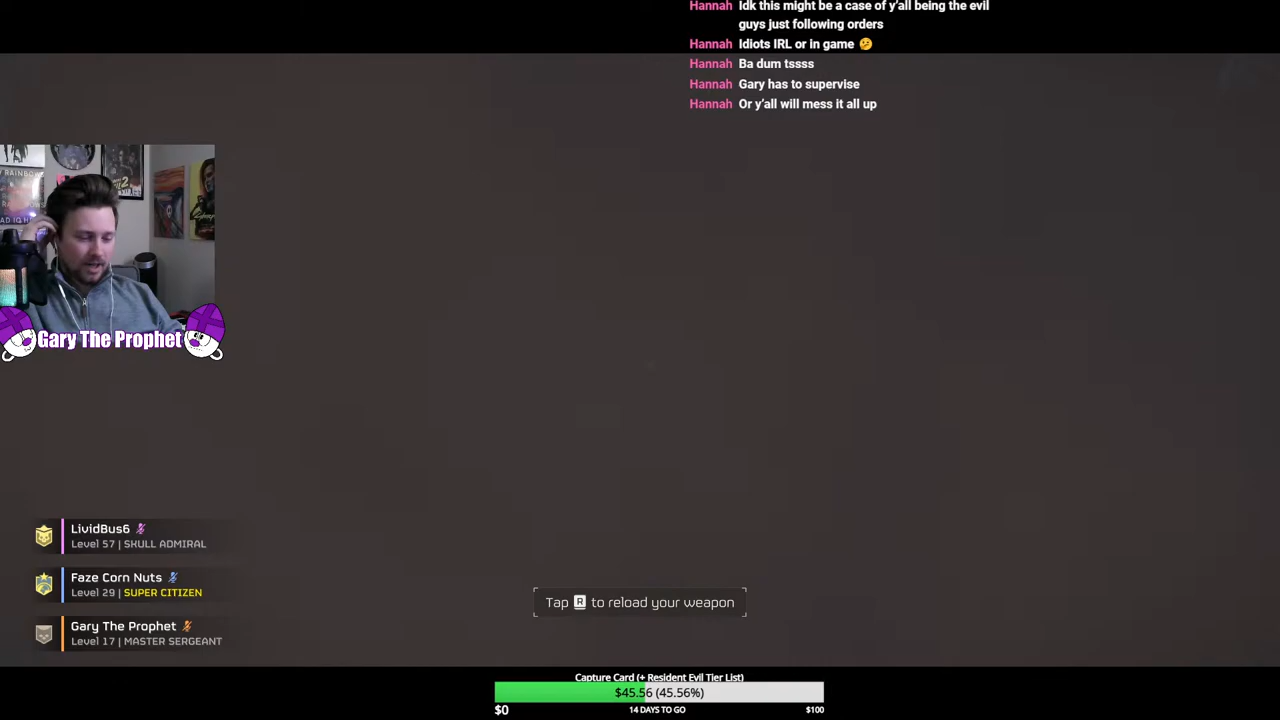 Hannah Idk this might be a case of y'all being the evil
guys just following orders
Hannah Idiots IRL or in game 🤔
Hannah Ba dum tssss
Hannah Gary has to supervise
Hannah Or y'all will mess it all up
Gary The Prophet
LividBus6
Level 57 | SKULL ADMIRAL
Faze Corn Nuts
Level 29 | SUPER CITIZEN
Gary The Prophet
Level 17 | MASTER SERGEANT
Tap R to reload your weapon
Capture Card (+ Resident Evil Tier List)
$45.56 (45.56%)
$0 14 DAYS TO GO $100